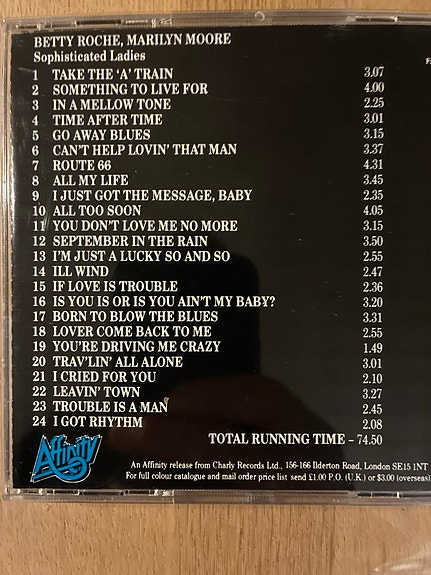 BETTY ROCHE, MARILYN MOORE
Sophisticated Ladies
1 TAKE THE 'A' TRAIN 3.07
2 SOMETHING TO LIVE FOR 4.00
3 IN A MELLOW TONE 2.25
4 TIME AFTER TIME 3.01
5 GO AWAY BLUES 3.15
6 CAN'T HELP LOVIN' THAT MAN 3.37
7 ROUTE 66 4.31
8 ALL MY LIFE 3.45
9 I JUST GOT THE MESSAGE, BABY 2.35
10 ALL TOO SOON 4.05
11 YOU DON'T LOVE ME NO MORE 3.15
12 SEPTEMBER IN THE RAIN 3.50
13 I'M JUST A LUCKY SO AND SO 2.55
14 ILL WIND 2.47
15 IF LOVE IS TROUBLE 2.36
16 IS YOU IS OR IS YOU AIN'T MY BABY? 3.20
17 BORN TO BLOW THE BLUES 3.31
18 LOVER COME BACK TO ME 2.55
19 YOU'RE DRIVING ME CRAZY 1.49
20 TRAV'LIN' ALL ALONE 3.01
21 I CRIED FOR YOU 2.10
22 LEAVIN' TOWN 3.27
23 TROUBLE IS A MAN 2.45
24 I GOT RHYTHM 2.08
TOTAL RUNNING TIME – 74.50
Affinity
An Affinity release from Charly Records Ltd., 156-166 Ilderton Road, London SE15 1NT
For full colour catalogue and mail order price list send £1.00 P.O. (U.K.) or $3.00 (overseas)